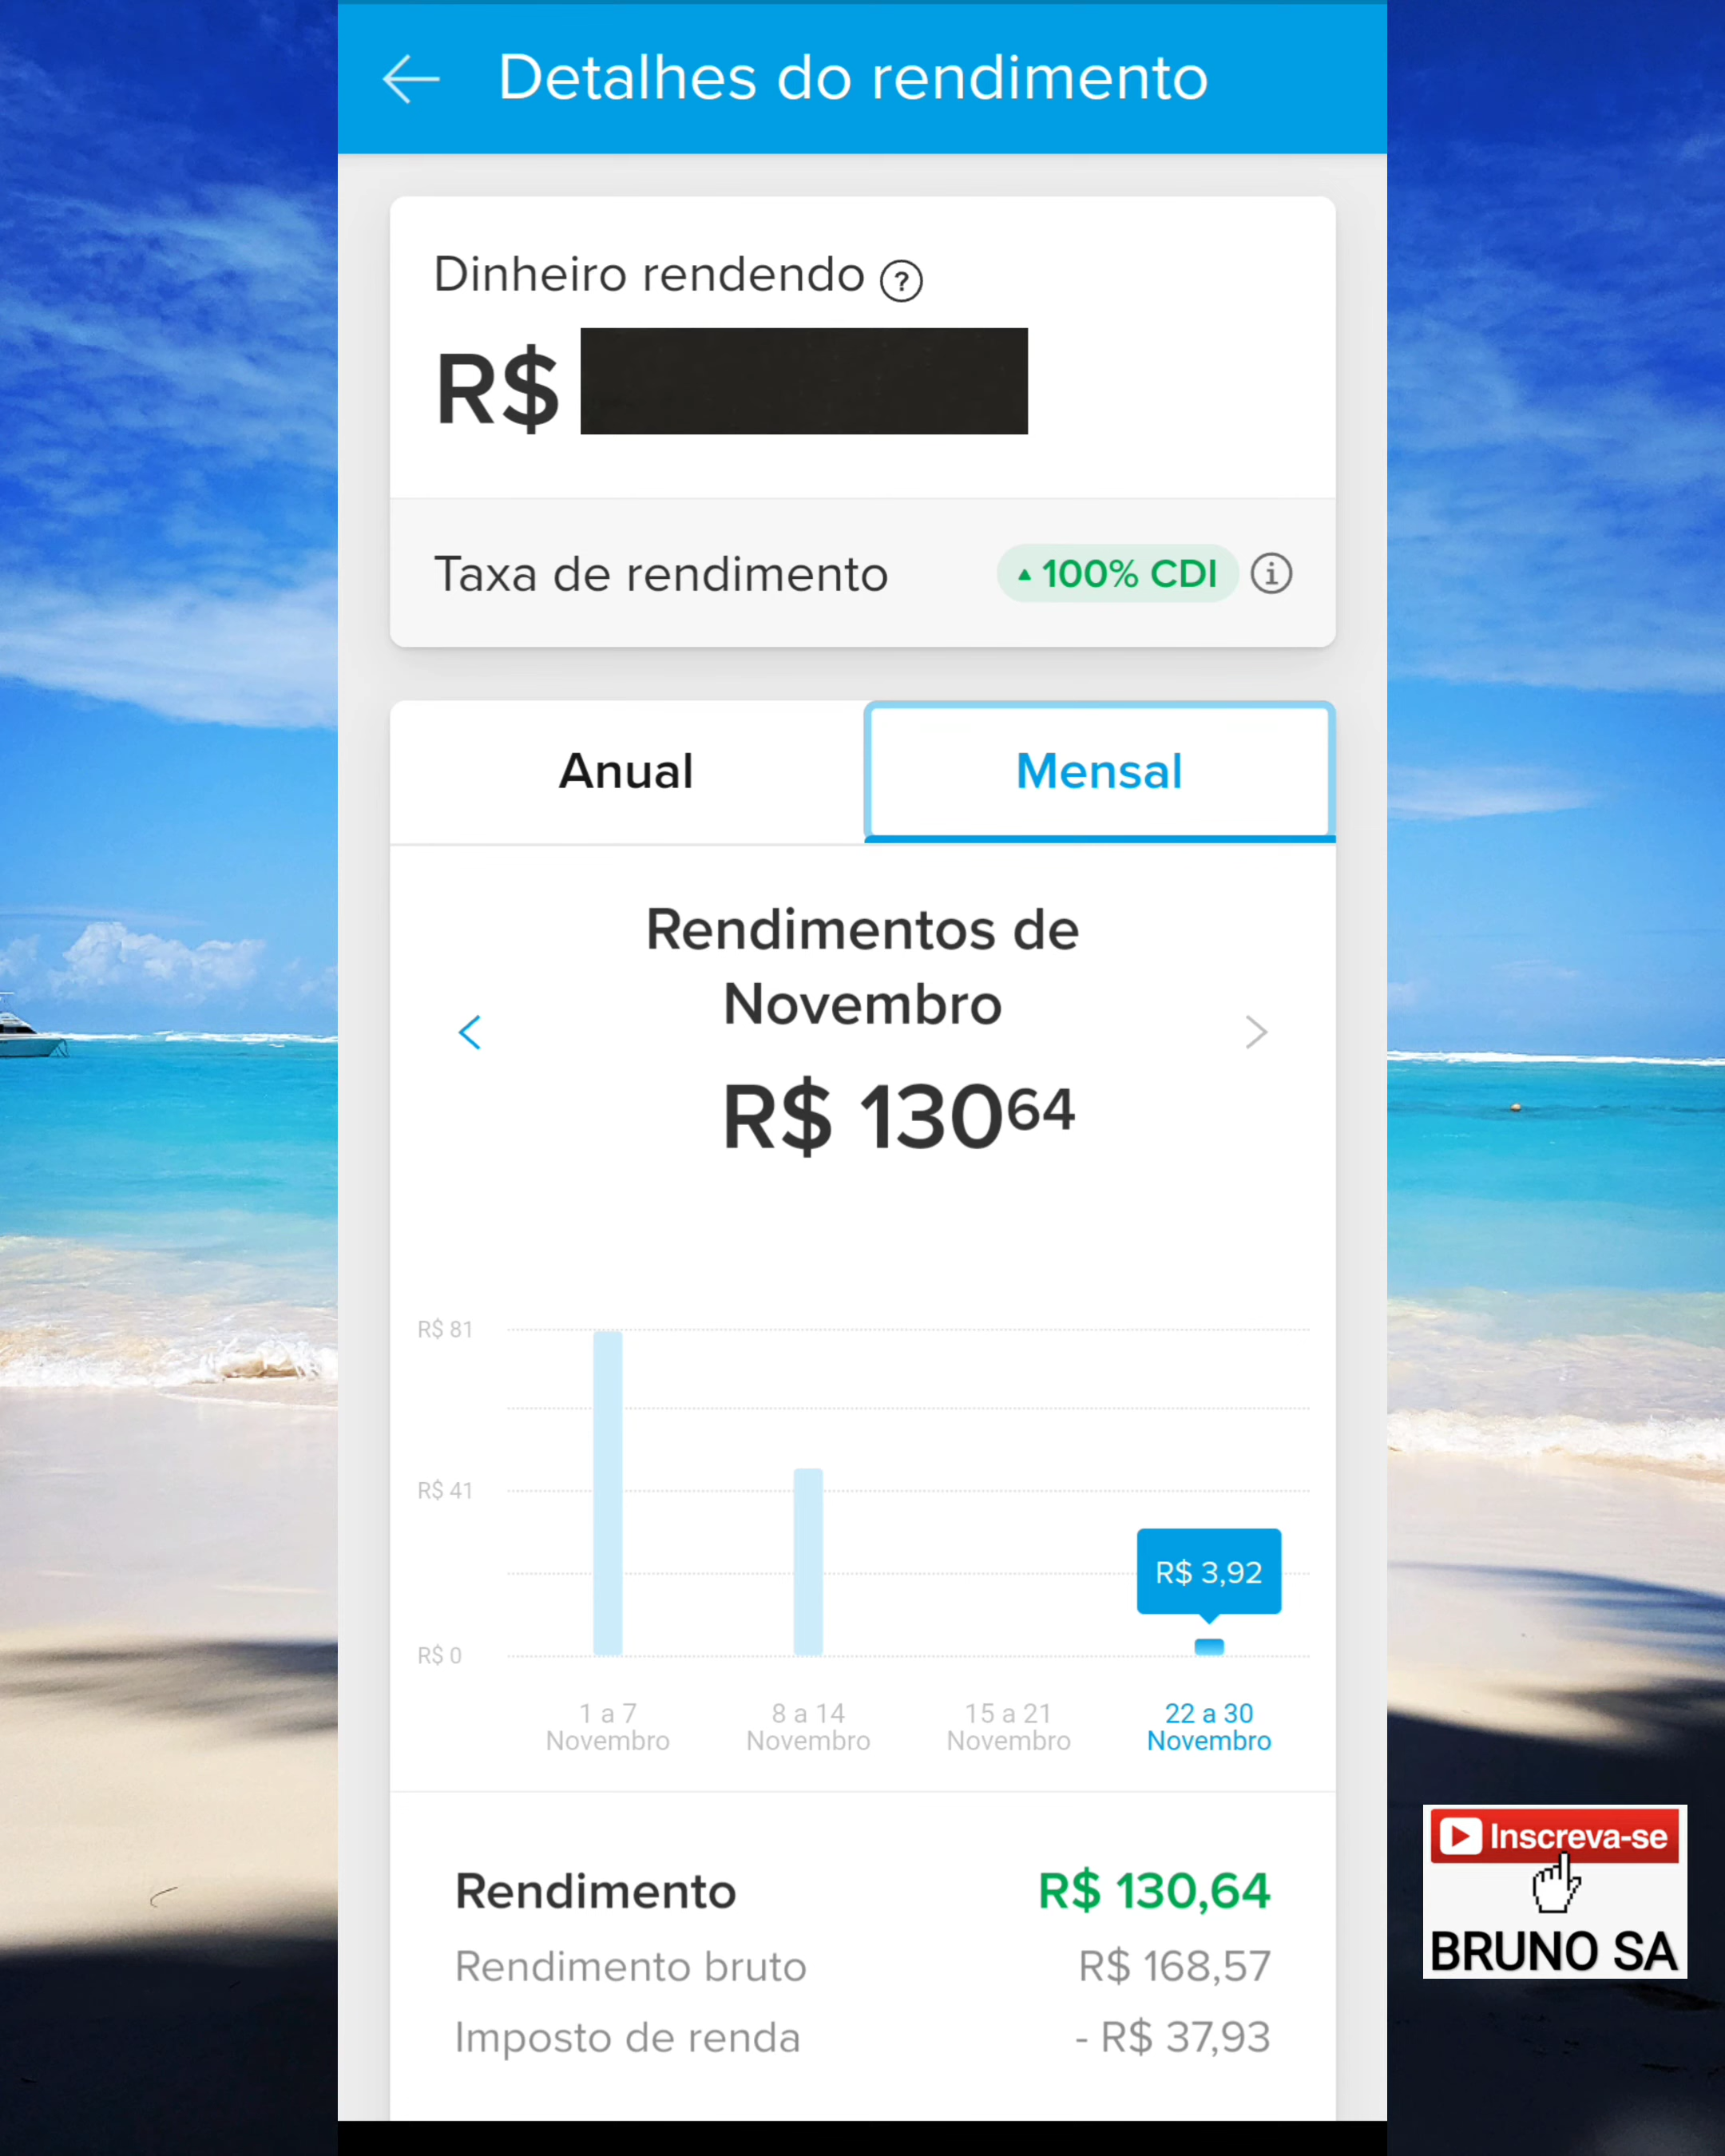 Detalhes do rendimento
Dinheiro rendendo ?
R$
Taxa de rendimento ▲ 100% CDI i
Anual Mensal
Rendimentos de
Novembro
R$ 130 64
R$ 81
R$ 41
R$ 3,92
R$ 0
1 a 7 8 a 14 15 a 21 22 a 30
Novembro Novembro Novembro Novembro
Rendimento R$ 130,64
Rendimento bruto R$ 168,57
Imposto de renda - R$ 37,93
Inscreva-se
BRUNO SA